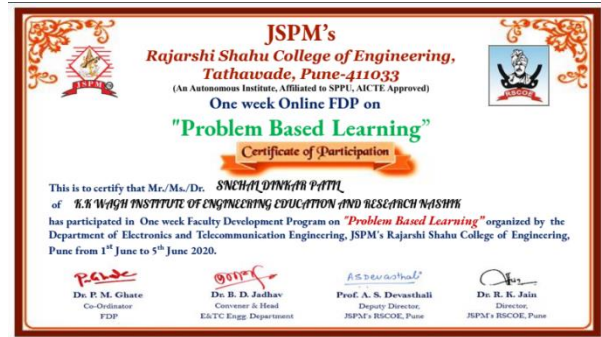 JSPM's
Rajarshi Shahu College of Engineering,
Tathawade, Pune-411033
(An Autonomous Institute, Affiliated to SPPU, AICTE Approved)
One week Online FDP on
"Problem Based Learning”
Certificate of Participation
This is to certify that Mr./Ms./Dr. SNEHAL DINKAR PATIL
of K.K WAGH INSTITUTE OF ENGINEERING EDUCATION AND RESEARCH NASHIK
has participated in One week Faculty Development Program on "Problem Based Learning" organized by the
Department of Electronics and Telecommunication Engineering, JSPM's Rajarshi Shahu College of Engineering,
Pune from 1st June to 5th June 2020.
JSPM
RSCOE
P.Ghate
ASDevasthali
Dr. P. M. Ghate
Co-Ordinator
FDP
Dr. B. D. Jadhav
Convener & Head
E&TC Engg. Department
Prof. A. S. Devasthali
Deputy Director,
JSPM's RSCOE, Pune
Dr. R. K. Jain
Director,
JSPM's RSCOE, Pune